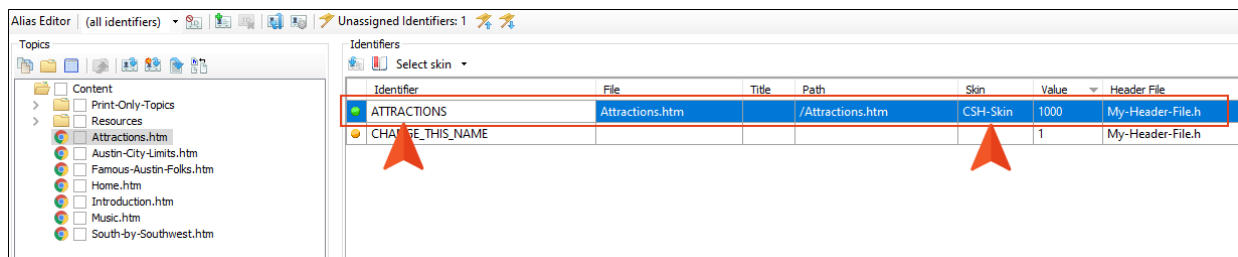 Alias Editor (all identifiers) Unassigned Identifiers: 1
Topics
Content
Print-Only-Topics
Resources
Attractions.htm
Austin-City-Limits.htm
Famous-Austin-Folks.htm
Home.htm
Introduction.htm
Music.htm
South-by-Southwest.htm
Identifiers
Select skin
Identifier File Title Path Skin Value Header File
ATTRACTIONS Attractions.htm /Attractions.htm CSH-Skin 1000 My-Header-File.h
CHANGE_THIS_NAME 1 My-Header-File.h